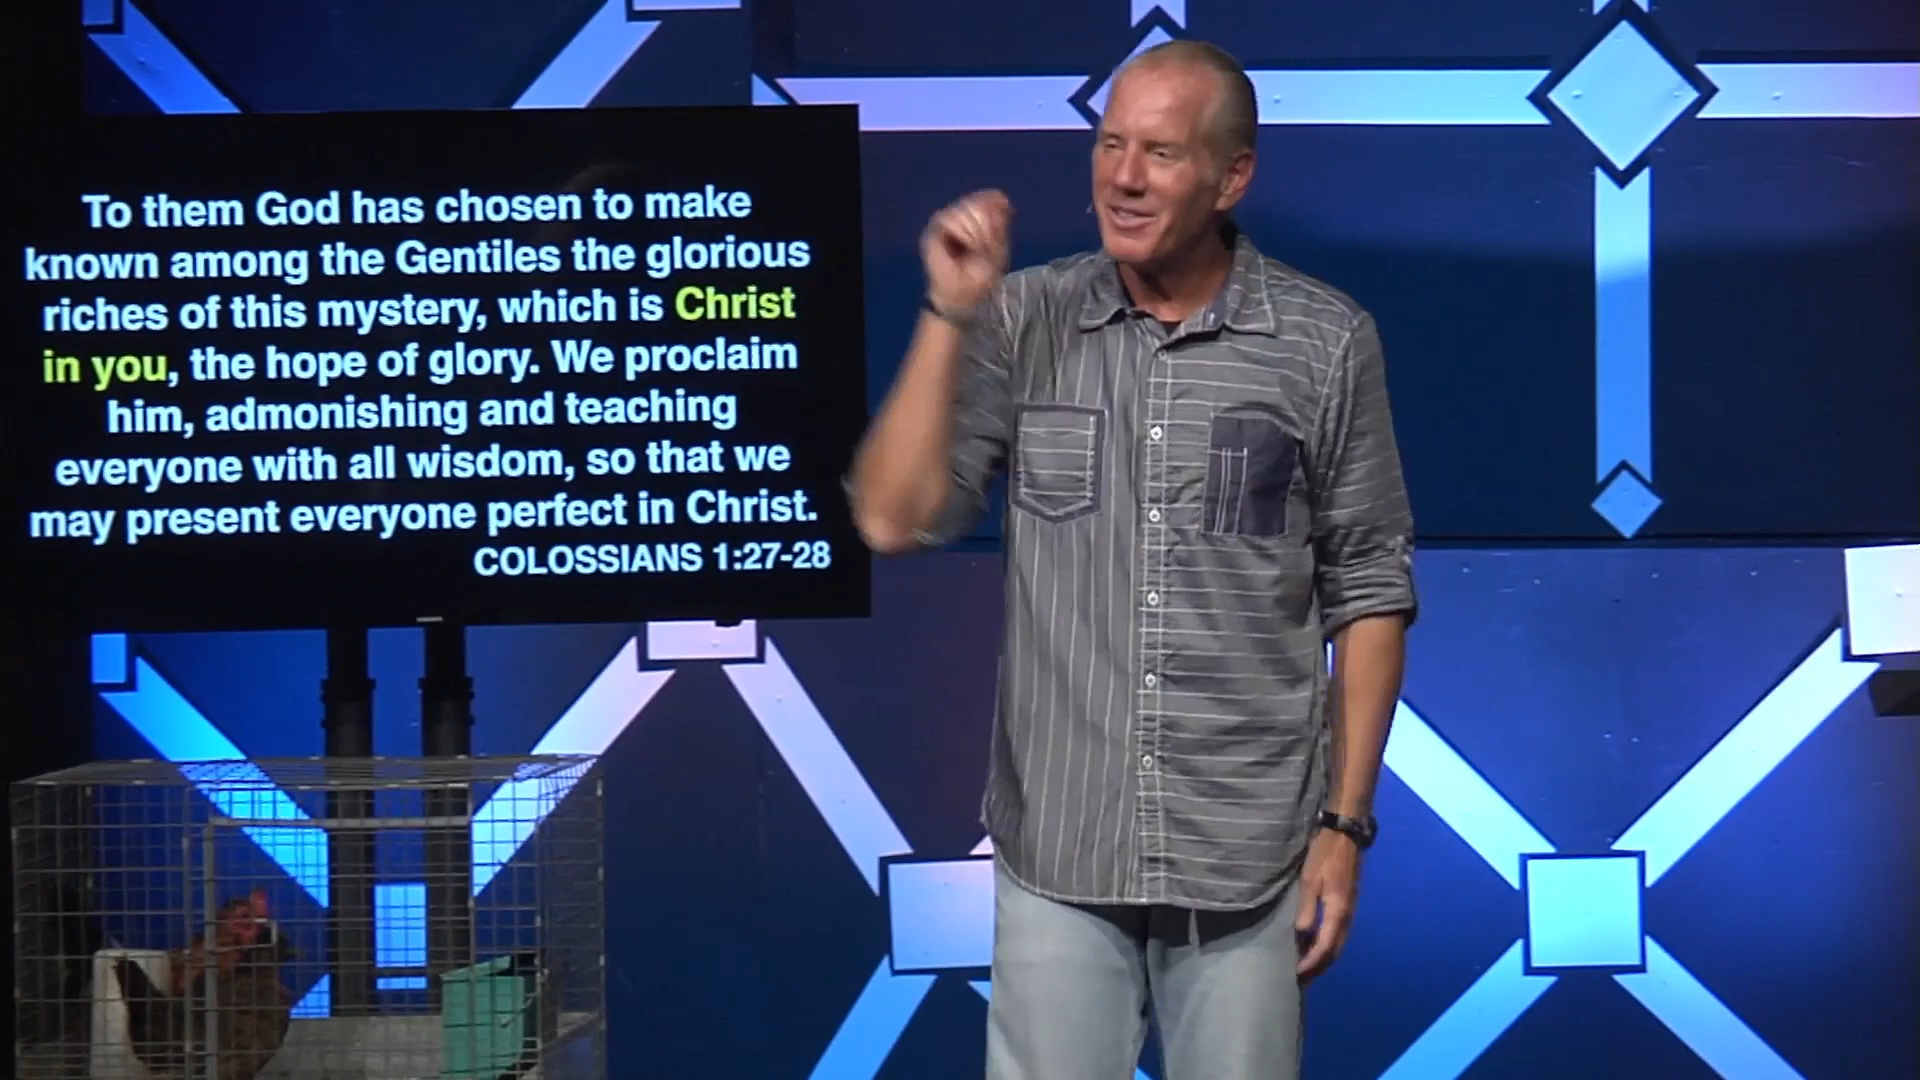 To them God has chosen to make
known among the Gentiles the glorious
riches of this mystery, which is Christ
in you, the hope of glory. We proclaim
him, admonishing and teaching
everyone with all wisdom, so that we
may present everyone perfect in Christ.
COLOSSIANS 1:27-28